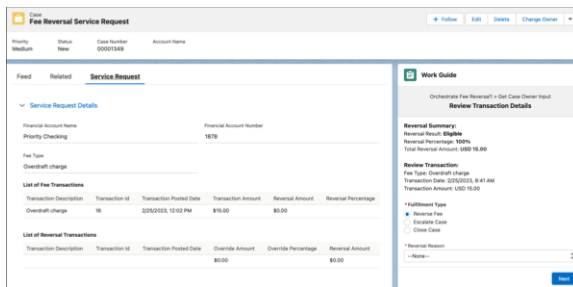 Case
Fee Reversal Service Request
+ Follow
Edit
Delete
Change Owner
Priority
Medium
Status
New
Case Number
00001349
Account Name
Feed
Related
Service Request
Service Request Details
Financial Account Name
Priority Checking
Financial Account Number
1878
Fee Type
Overdraft charge
List of Fee Transactions
Transaction Description Transaction Id Transaction Posted Date Transaction Amount Reversal Amount Reversal Percentage
Overdraft charge 16 2/25/2023, 12:02 PM $15.00 $0.00
List of Reversal Transactions
Transaction Description Transaction Id Transaction Posted Date Override Amount Override Percentage Reversal Amount
$0.00 $0.00
Work Guide
Orchestrate Fee Reversal1 > Get Case Owner Input
Review Transaction Details
Reversal Summary:
Reversal Result: Eligible
Reversal Percentage: 100%
Total Reversal Amount: USD 15.00
Review Transaction:
Fee Type: Overdraft charge
Transaction Date: 2/25/2023, 8:41 AM
Transaction Amount: USD 15.00
*Fulfillment Type
Reverse Fee
Escalate Case
Close Case
*Reversal Reason
--None--
Next